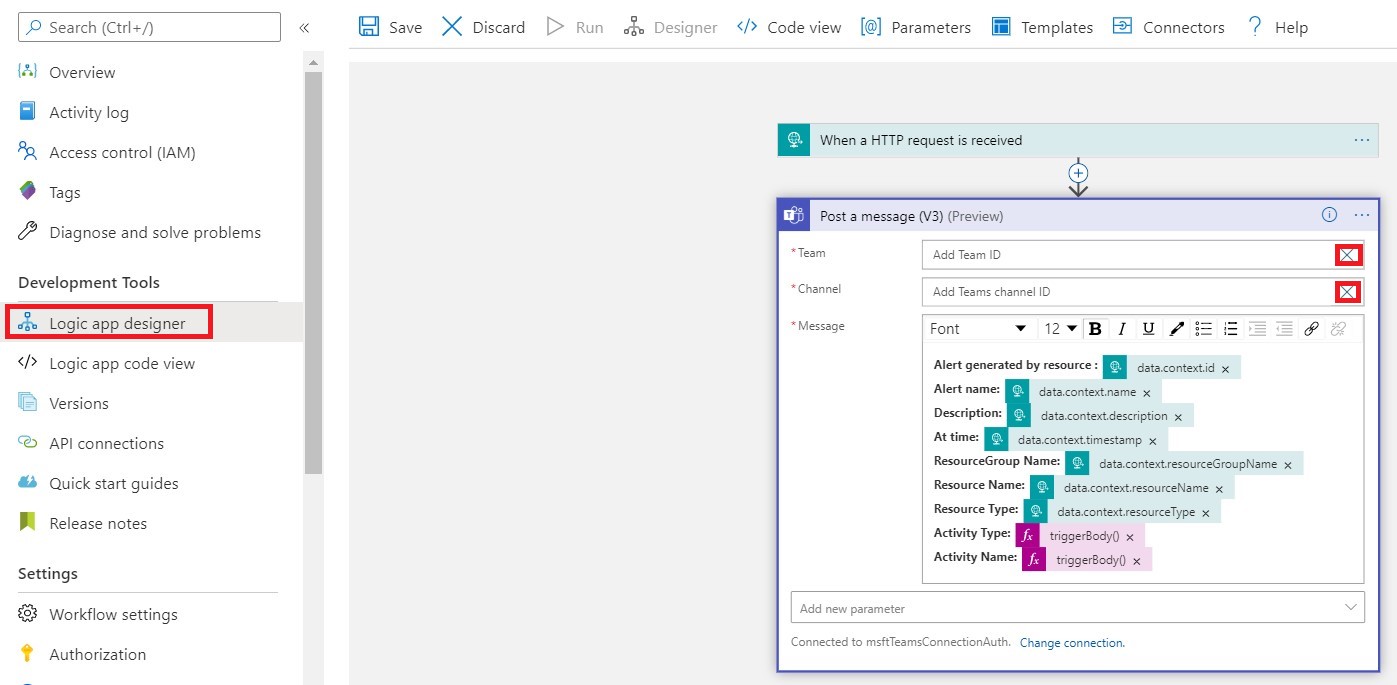 Search (Ctrl+/)
«
Save
Discard
Run
Designer
Code view
[@] Parameters
Templates
Connectors
? Help
Overview
Activity log
Access control (IAM)
Tags
Diagnose and solve problems
Development Tools
Logic app designer
</> Logic app code view
Versions
API connections
Quick start guides
Release notes
Settings
Workflow settings
Authorization
When a HTTP request is received ...
Post a message (V3) (Preview) ...
* Team Add Team ID
* Channel Add Teams channel ID
* Message Font 12 B I U
Alert generated by resource : data.context.id ×
Alert name: data.context.name ×
Description: data.context.description ×
At time: data.context.timestamp ×
ResourceGroup Name: data.context.resourceGroupName ×
Resource Name: data.context.resourceName ×
Resource Type: data.context.resourceType ×
Activity Type: fx triggerBody() ×
Activity Name: fx triggerBody() ×
Add new parameter
Connected to msftTeamsConnectionAuth. Change connection.